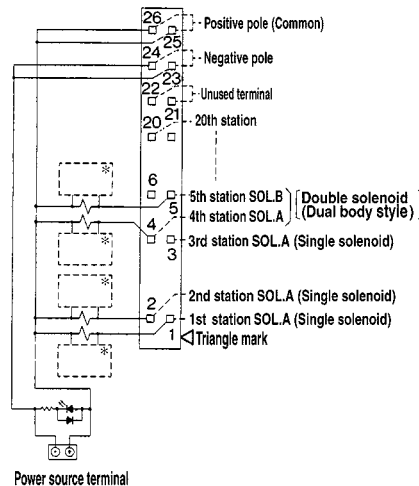 26
Positive pole (Common)
25
24
Negative pole
23
22
Unused terminal
21
20
20th station
6
5th station SOL.B
Double solenoid
5
4th station SOL.A
(Dual body style)
4
3rd station SOL.A (Single solenoid)
3
2nd station SOL.A (Single solenoid)
2
1st station SOL.A (Single solenoid)
1
Triangle mark
*
*
*
*
Power source terminal